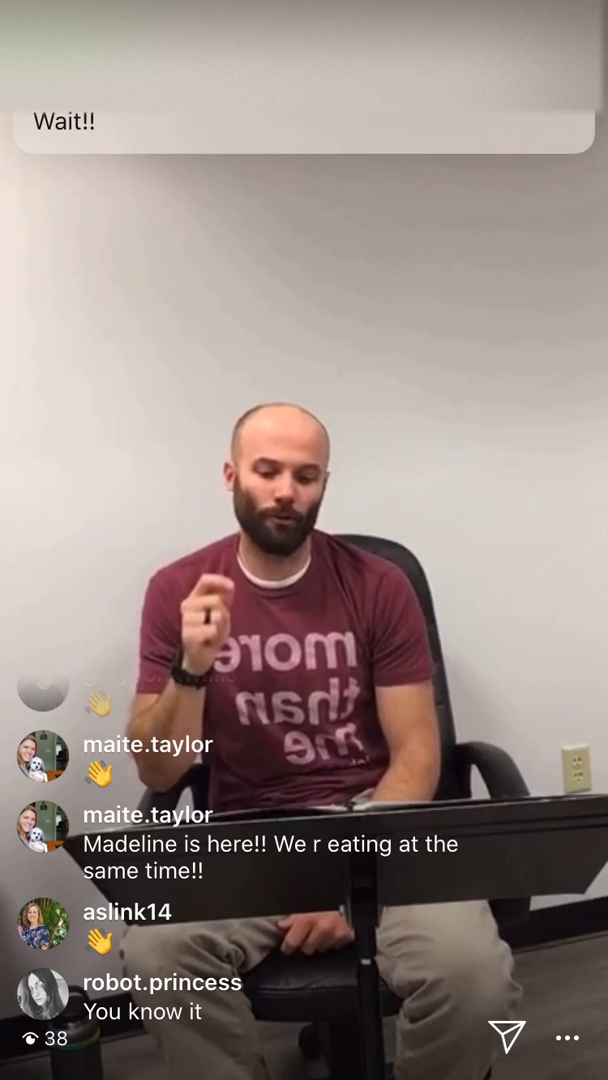 Wait!!
more
than
me
maite.taylor
👋
maite.taylor
Madeline is here!! We r eating at the
same time!!
aslink14
👋
robot.princess
You know it
38